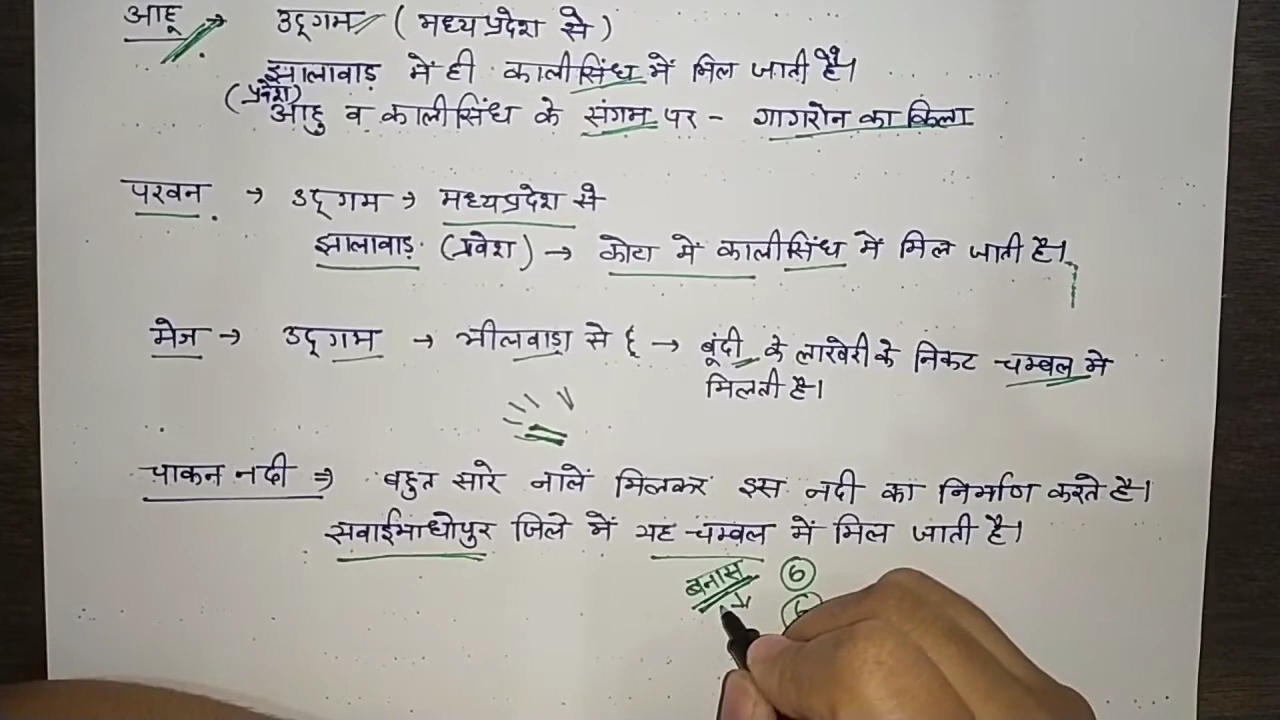 आहू → उद्गम (मध्यप्रदेश से)
झालावाड़ में ही कालीसिंध में मिल जाती है।
(प्रवेश)
आहु व कालीसिंध के संगम पर - गागरोन का किला
परवन → उद्गम → मध्यप्रदेश से
झालावाड़ (प्रवेश) → कोटा में कालीसिंध में मिल जाती है।
मेज → उद्गम → भीलवाड़ा से → बूंदी के लाखेरी के निकट चम्बल में
मिलती है।
चाकन नदी ⇒ बहुत सारे नालें मिलकर इस नदी का निर्माण करते है।
सवाईमाधोपुर जिले में यह चम्बल में मिल जाती है।
बनास 6